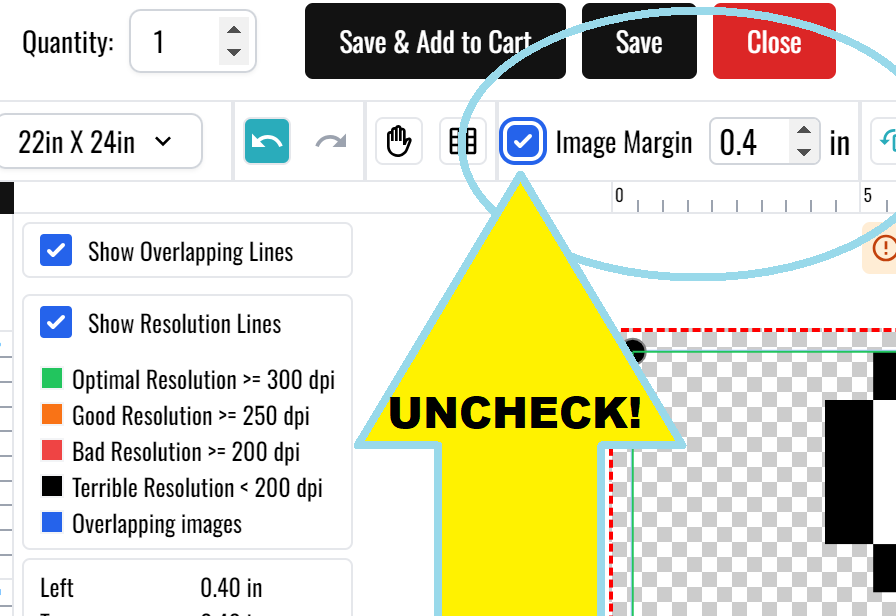 Quantity: 1 Save & Add to Cart Save Close
22in X 24in Image Margin 0.4 in
0 5
Show Overlapping Lines
Show Resolution Lines
Optimal Resolution >= 300 dpi
Good Resolution >= 250 dpi
UNCHECK!
Bad Resolution >= 200 dpi
Terrible Resolution < 200 dpi
Overlapping images
Left 0.40 in